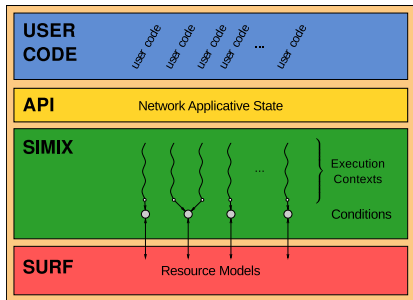 USER
CODE
user code user code user code user code ... user code
API
Network Applicative State
SIMIX
...
Execution
Contexts
Conditions
SURF
Resource Models